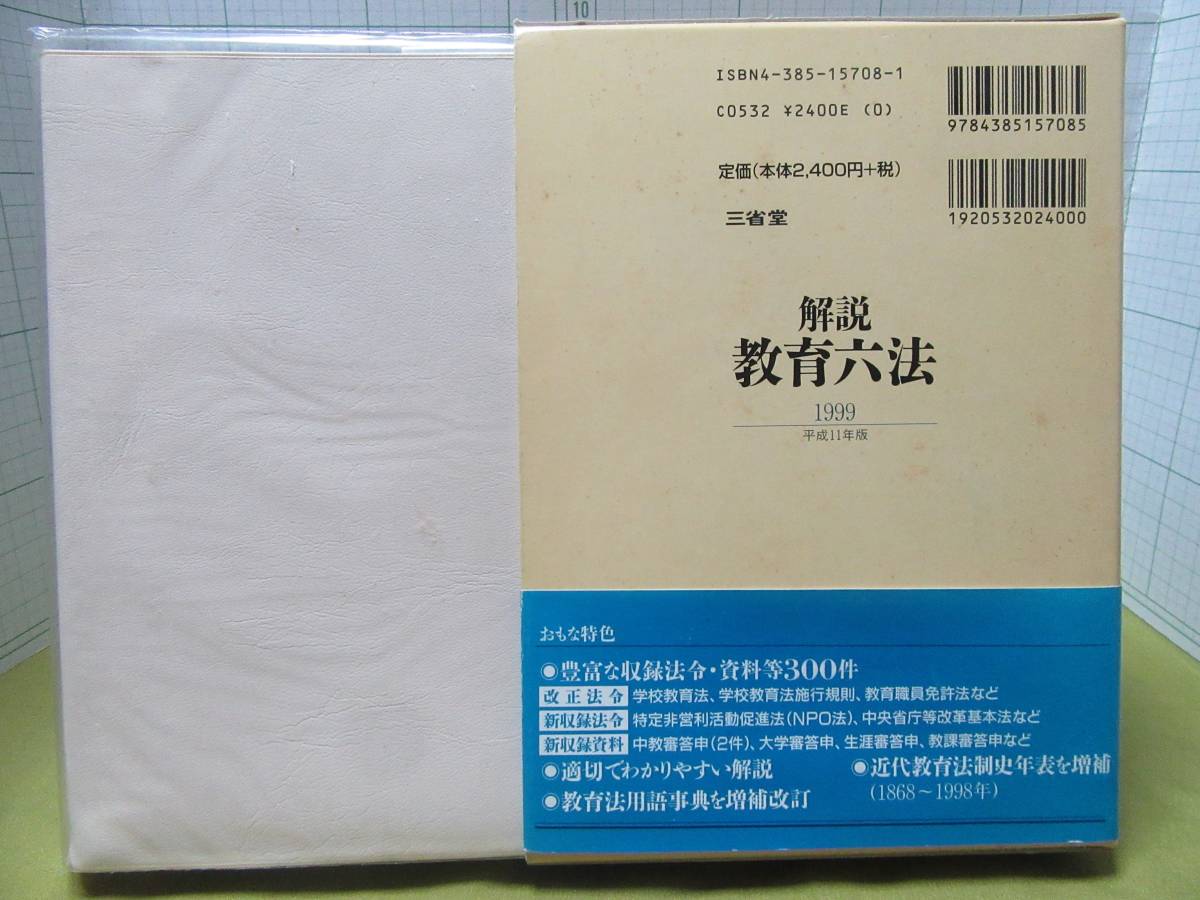 10
ISBN4-385-15708-1
C0532 ¥2400E (0)
9784385157085
定価(本体2,400円+税)
1920532024000
三省堂
解説
教育六法
1999
平成11年版
おもな特色
●豊富な収録法令・資料等300件
改正法令 学校教育法、学校教育法施行規則、教育職員免許法など
新収録法令 特定非営利活動促進法(NPO法)、中央省庁等改革基本法など
新収録資料 中教審答申(2件)、大学審答申、生涯審答申、教課審答申など
●適切でわかりやすい解説
●教育法用語事典を増補改訂
●近代教育法制史年表を増補
(1868〜1998年)